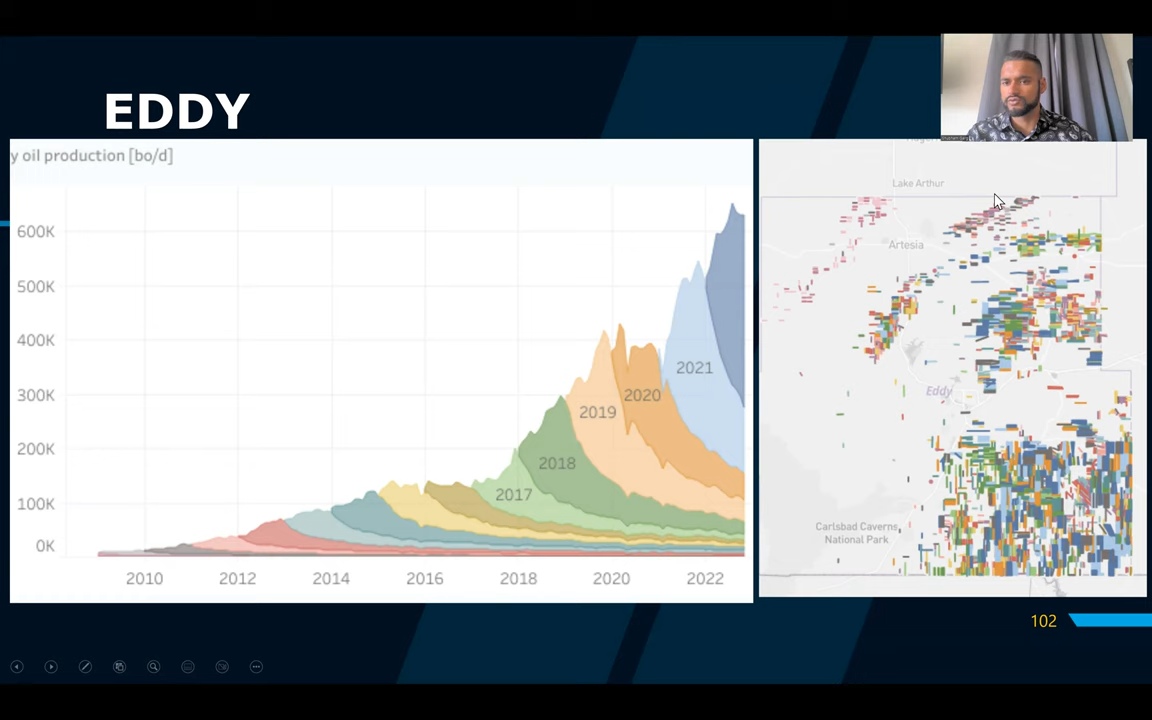 EDDY
y oil production [bo/d]
600K
500K
400K
300K
200K
100K
0K
2021
2020
2019
2018
2017
2010 2012 2014 2016 2018 2020 2022
Lake Arthur
Artesia
Eddy
Carlsbad Caverns
National Park
102